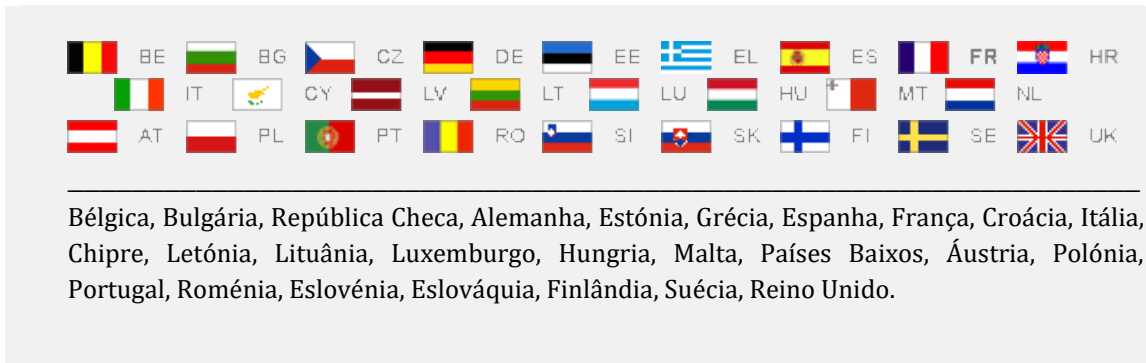 BE BG CZ DE EE EL ES FR HR
IT CY LV LT LU HU MT NL
AT PL PT RO SI SK FI SE UK
Bélgica, Bulgária, República Checa, Alemanha, Estónia, Grécia, Espanha, França, Croácia, Itália,
Chipre, Letónia, Lituânia, Luxemburgo, Hungria, Malta, Países Baixos, Áustria, Polónia,
Portugal, Roménia, Eslovénia, Eslováquia, Finlândia, Suécia, Reino Unido.